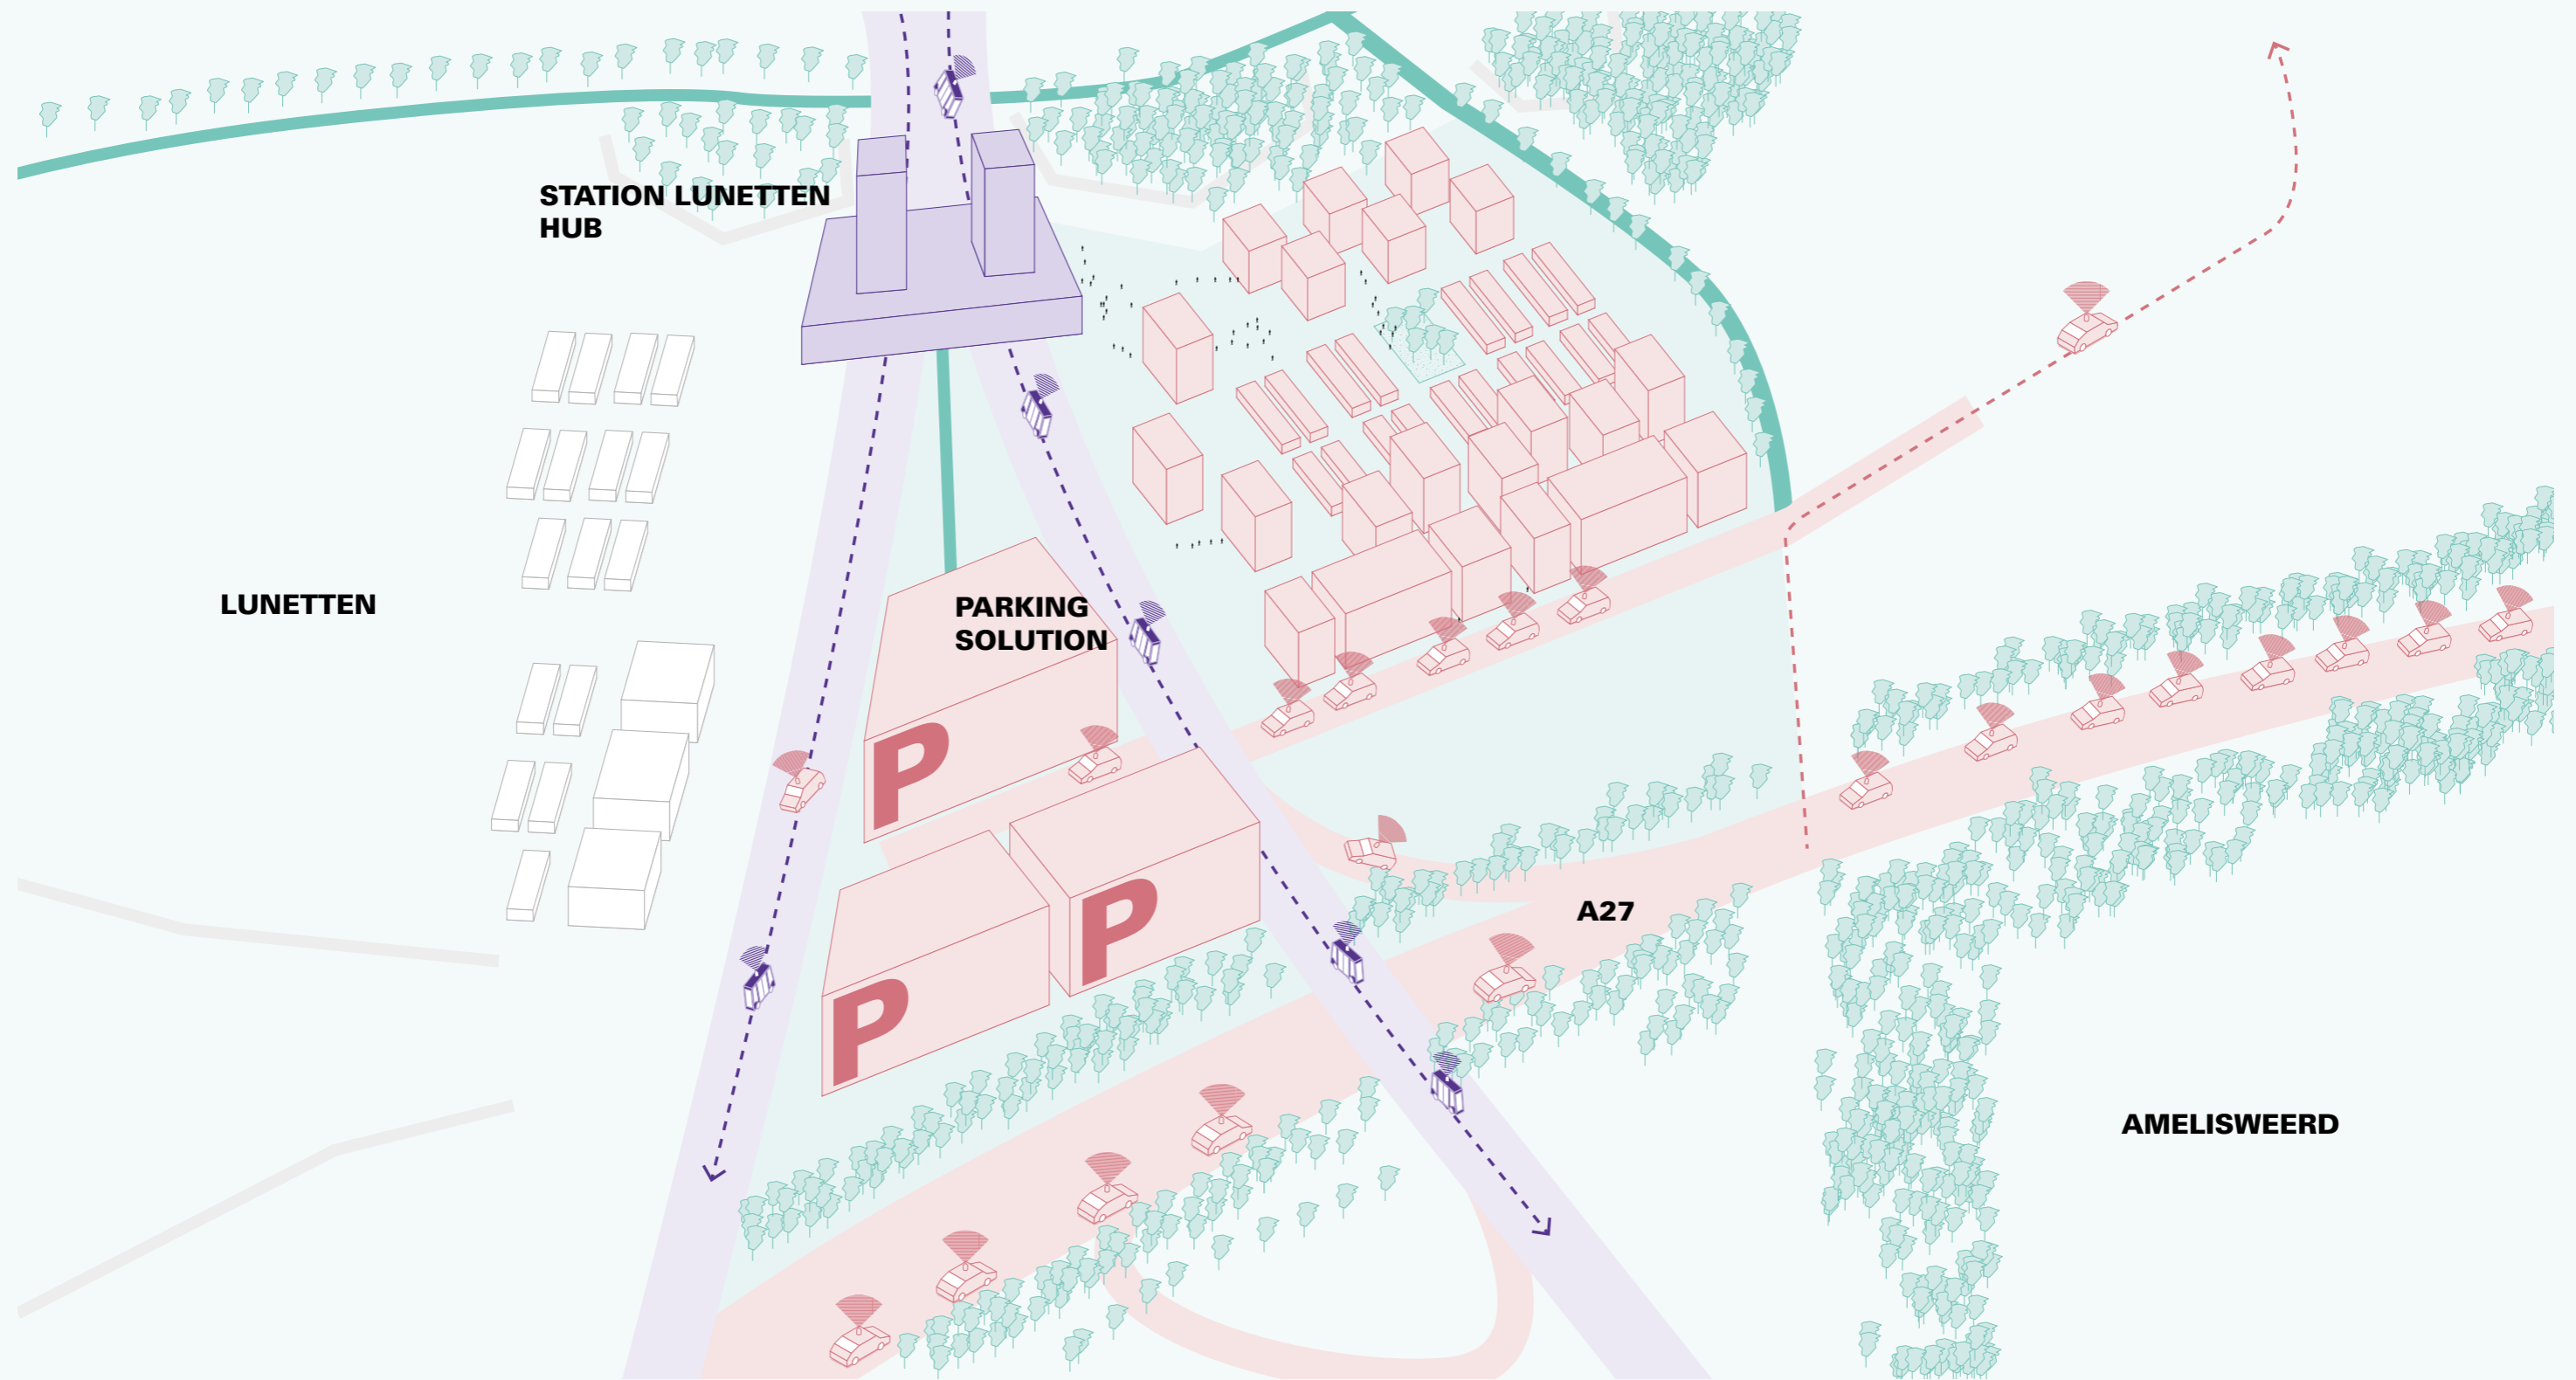 STATION LUNETTEN
HUB
LUNETTEN
PARKING
SOLUTION
P
P
P
A27
AMELISWEERD